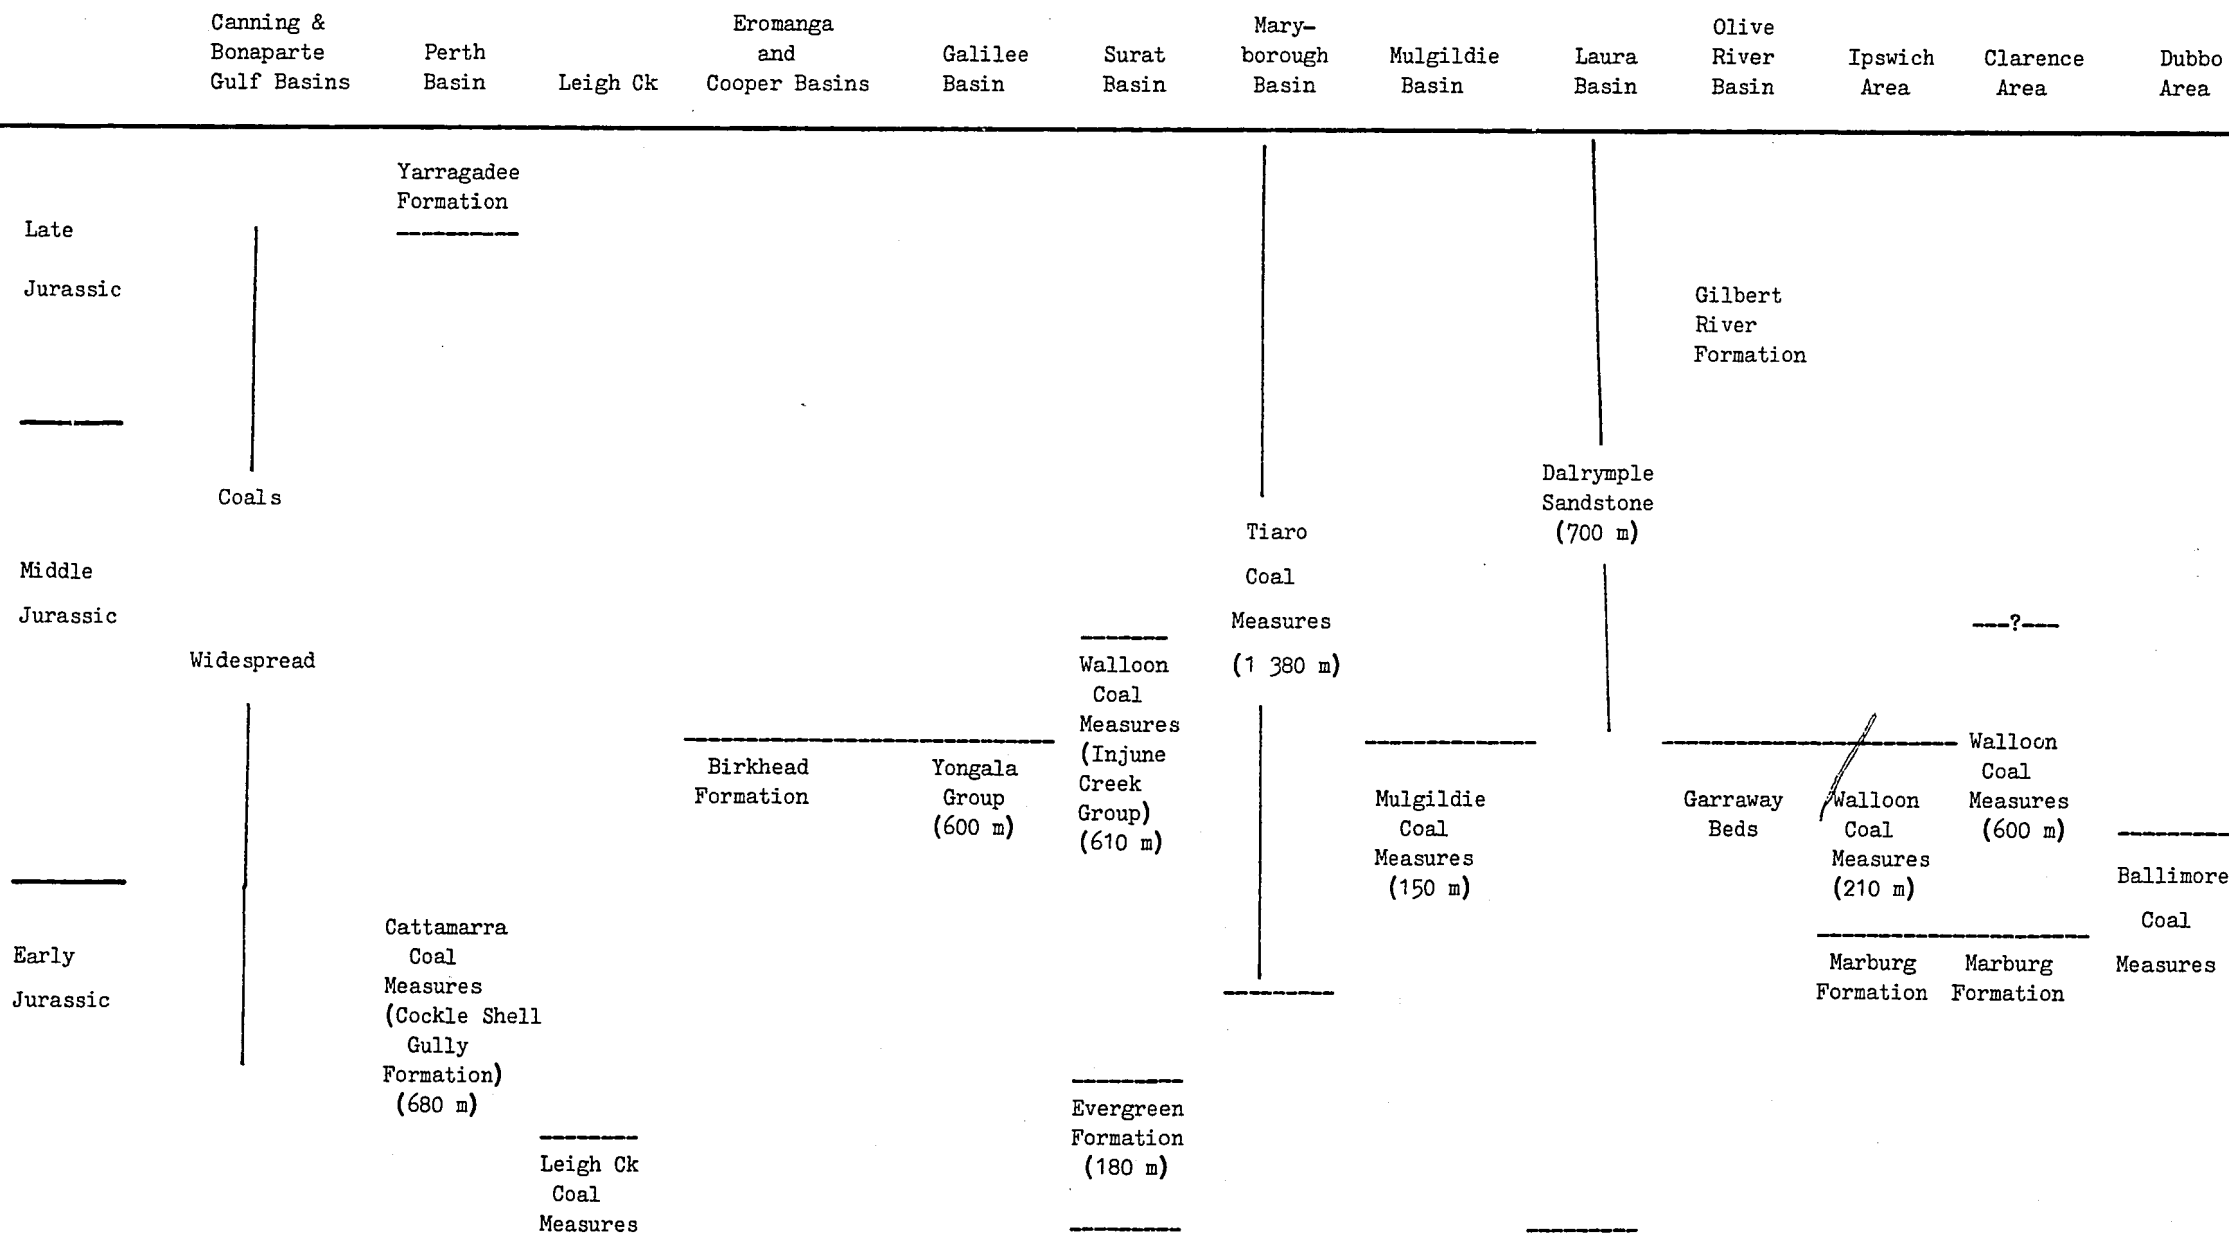 Canning &
Bonaparte
Gulf Basins
Perth
Basin
Leigh Ck
Eromanga
and
Cooper Basins
Galilee
Basin
Surat
Basin
Mary-
borough
Basin
Mulgildie
Basin
Laura
Basin
Olive
River
Basin
Ipswich
Area
Clarence
Area
Dubbo
Area
Late
Jurassic
Middle
Jurassic
Early
Jurassic
Coals
Widespread
Yarragadee
Formation
Cattamarra
Coal
Measures
(Cockle Shell
Gully
Formation)
(680 m)
Leigh Ck
Coal
Measures
Birkhead
Formation
Yongala
Group
(600 m)
Walloon
Coal
Measures
(Injune
Creek
Group)
(610 m)
Evergreen
Formation
(180 m)
Tiaro
Coal
Measures
(1 380 m)
Mulgildie
Coal
Measures
(150 m)
Dalrymple
Sandstone
(700 m)
Gilbert
River
Formation
Garraway
Beds
Walloon
Coal
Measures
(210 m)
Marburg
Formation
---?---
Walloon
Coal
Measures
(600 m)
Marburg
Formation
Ballimore
Coal
Measures